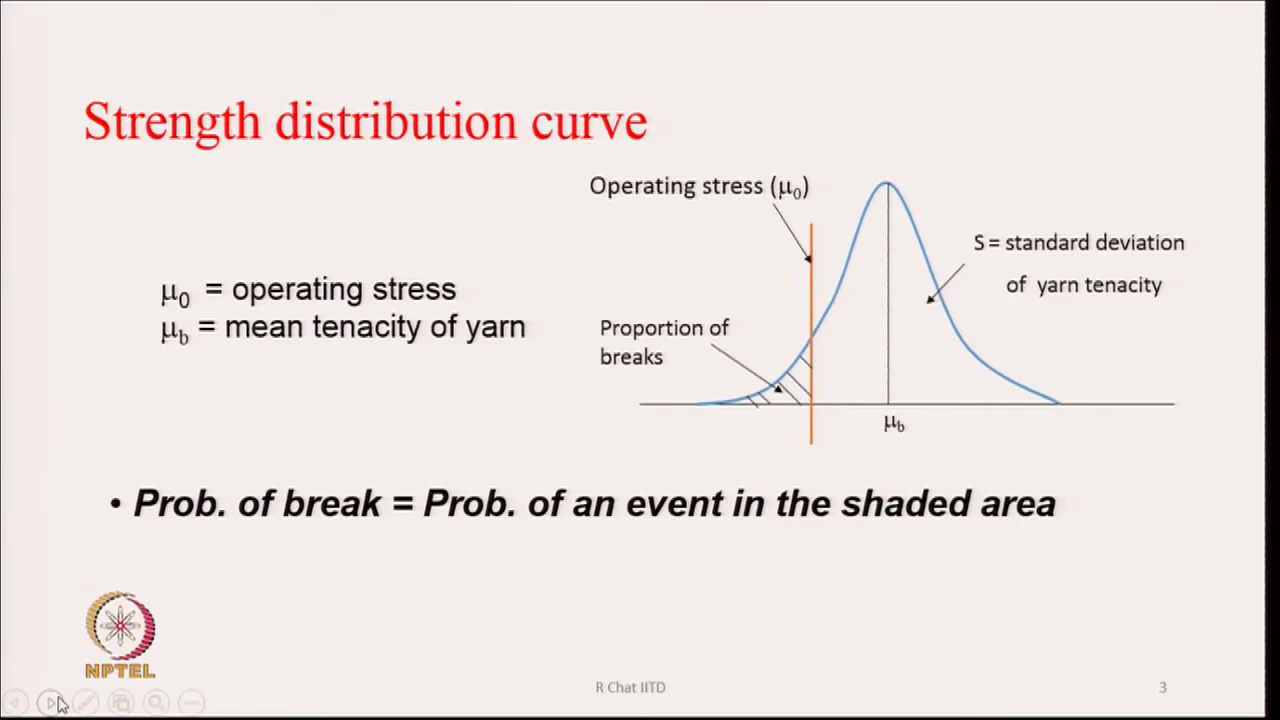 Strength distribution curve
Operating stress (μ₀)
S = standard deviation
of yarn tenacity
μ₀ = operating stress
μb = mean tenacity of yarn
Proportion of
breaks
μb
• Prob. of break = Prob. of an event in the shaded area
NPTEL
R Chat IITD
3